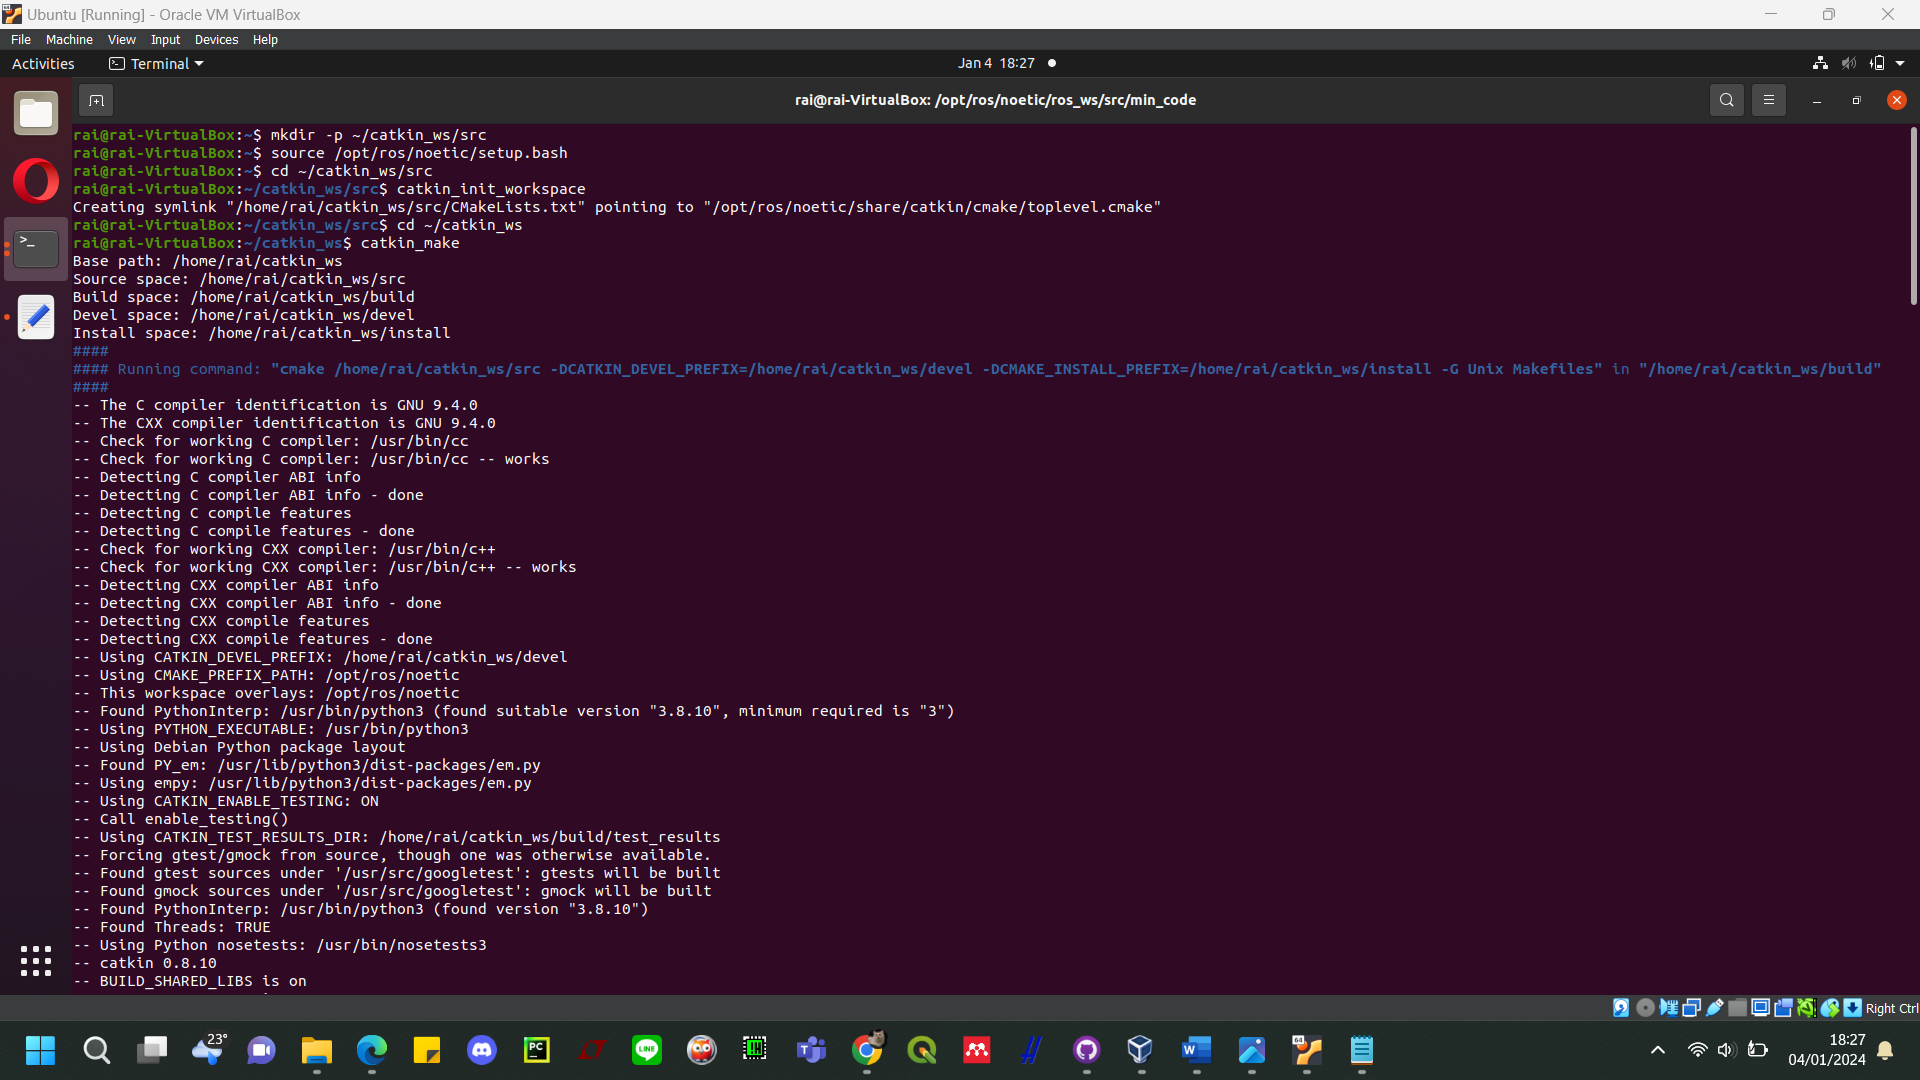 Ubuntu [Running] - Oracle VM VirtualBox
File Machine View Input Devices Help
Activities Terminal Jan 4 18:27
rai@rai-VirtualBox: /opt/ros/noetic/ros_ws/src/min_code
rai@rai-VirtualBox:~$ mkdir -p ~/catkin_ws/src
rai@rai-VirtualBox:~$ source /opt/ros/noetic/setup.bash
rai@rai-VirtualBox:~$ cd ~/catkin_ws/src
rai@rai-VirtualBox:~/catkin_ws/src$ catkin_init_workspace
Creating symlink "/home/rai/catkin_ws/src/CMakeLists.txt" pointing to "/opt/ros/noetic/share/catkin/cmake/toplevel.cmake"
rai@rai-VirtualBox:~/catkin_ws/src$ cd ~/catkin_ws
rai@rai-VirtualBox:~/catkin_ws$ catkin_make
Base path: /home/rai/catkin_ws
Source space: /home/rai/catkin_ws/src
Build space: /home/rai/catkin_ws/build
Devel space: /home/rai/catkin_ws/devel
Install space: /home/rai/catkin_ws/install
####
#### Running command: "cmake /home/rai/catkin_ws/src -DCATKIN_DEVEL_PREFIX=/home/rai/catkin_ws/devel -DCMAKE_INSTALL_PREFIX=/home/rai/catkin_ws/install -G Unix Makefiles" in "/home/rai/catkin_ws/build"
####
-- The C compiler identification is GNU 9.4.0
-- The CXX compiler identification is GNU 9.4.0
-- Check for working C compiler: /usr/bin/cc
-- Check for working C compiler: /usr/bin/cc -- works
-- Detecting C compiler ABI info
-- Detecting C compiler ABI info - done
-- Detecting C compile features
-- Detecting C compile features - done
-- Check for working CXX compiler: /usr/bin/c++
-- Check for working CXX compiler: /usr/bin/c++ -- works
-- Detecting CXX compiler ABI info
-- Detecting CXX compiler ABI info - done
-- Detecting CXX compile features
-- Detecting CXX compile features - done
-- Using CATKIN_DEVEL_PREFIX: /home/rai/catkin_ws/devel
-- Using CMAKE_PREFIX_PATH: /opt/ros/noetic
-- This workspace overlays: /opt/ros/noetic
-- Found PythonInterp: /usr/bin/python3 (found suitable version "3.8.10", minimum required is "3")
-- Using PYTHON_EXECUTABLE: /usr/bin/python3
-- Using Debian Python package layout
-- Found PY_em: /usr/lib/python3/dist-packages/em.py
-- Using empy: /usr/lib/python3/dist-packages/em.py
-- Using CATKIN_ENABLE_TESTING: ON
-- Call enable_testing()
-- Using CATKIN_TEST_RESULTS_DIR: /home/rai/catkin_ws/build/test_results
-- Forcing gtest/gmock from source, though one was otherwise available.
-- Found gtest sources under '/usr/src/googletest': gtests will be built
-- Found gmock sources under '/usr/src/googletest': gmock will be built
-- Found PythonInterp: /usr/bin/python3 (found version "3.8.10")
-- Found Threads: TRUE
-- Using Python nosetests: /usr/bin/nosetests3
-- catkin 0.8.10
-- BUILD_SHARED_LIBS is on
Right Ctrl
23°
PC
LINE
18:27
04/01/2024